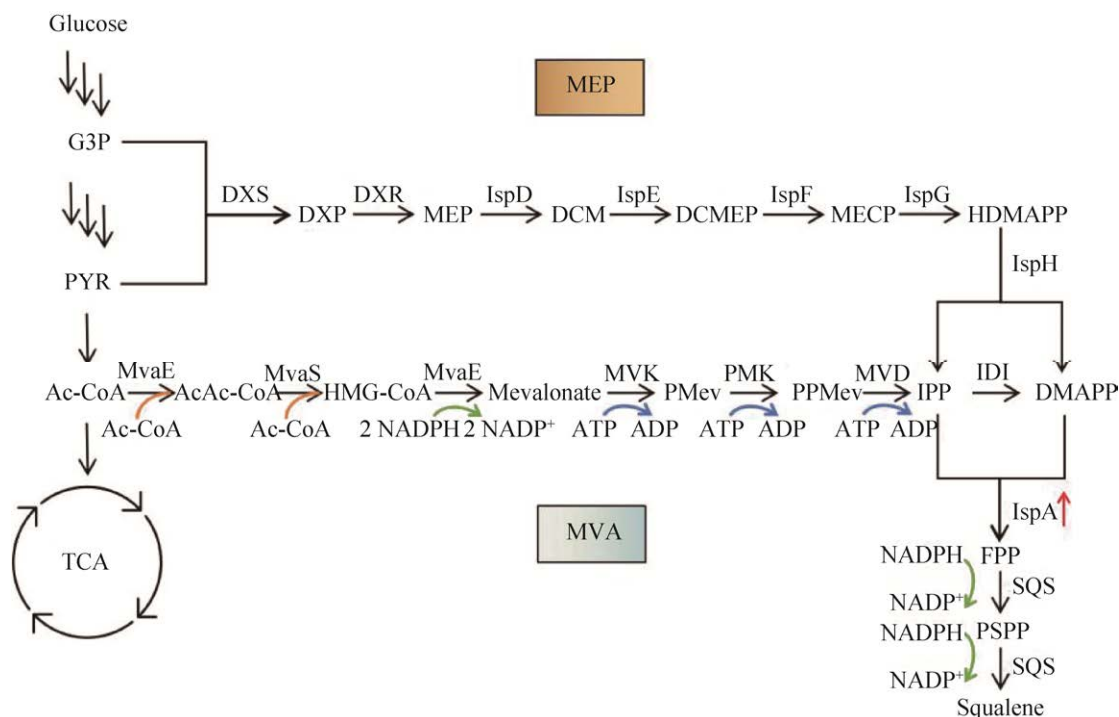 Glucose
MEP
G3P
DXS
DXP
DXR
MEP
IspD
DCM
IspE
DCMEP
IspF
MECP
IspG
HDMAPP
IspH
PYR
Ac-CoA
MvaE
AcAc-CoA
MvaS
HMG-CoA
MvaE
Mevalonate
MVK
PMev
PMK
PPMev
MVD
IPP
IDI
DMAPP
Ac-CoA
Ac-CoA
2 NADPH
2 NADP⁺
ATP
ADP
ATP
ADP
ATP
ADP
TCA
MVA
IspA
NADPH
FPP
SQS
NADP⁺
NADPH
PSPP
SQS
NADP⁺
Squalene